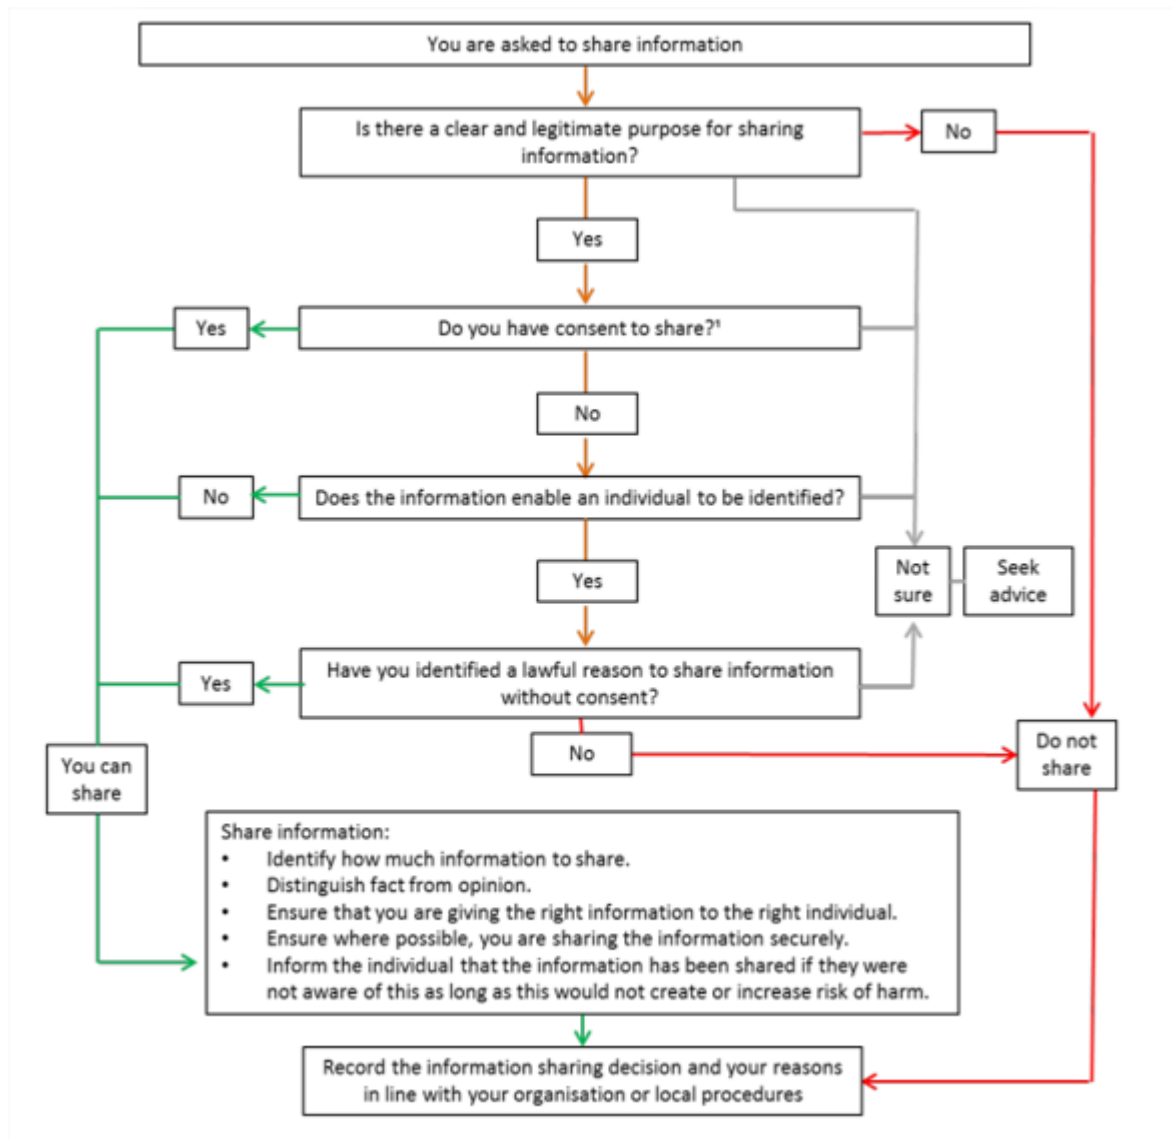 You are asked to share information
Is there a clear and legitimate purpose for sharing
information?
No
Yes
Yes
Do you have consent to share?¹
No
No
Does the information enable an individual to be identified?
Not
sure
Seek
advice
Yes
Yes
Have you identified a lawful reason to share information
without consent?
No
Do not
share
You can
share
Share information:
• Identify how much information to share.
• Distinguish fact from opinion.
• Ensure that you are giving the right information to the right individual.
• Ensure where possible, you are sharing the information securely.
• Inform the individual that the information has been shared if they were
not aware of this as long as this would not create or increase risk of harm.
Record the information sharing decision and your reasons
in line with your organisation or local procedures